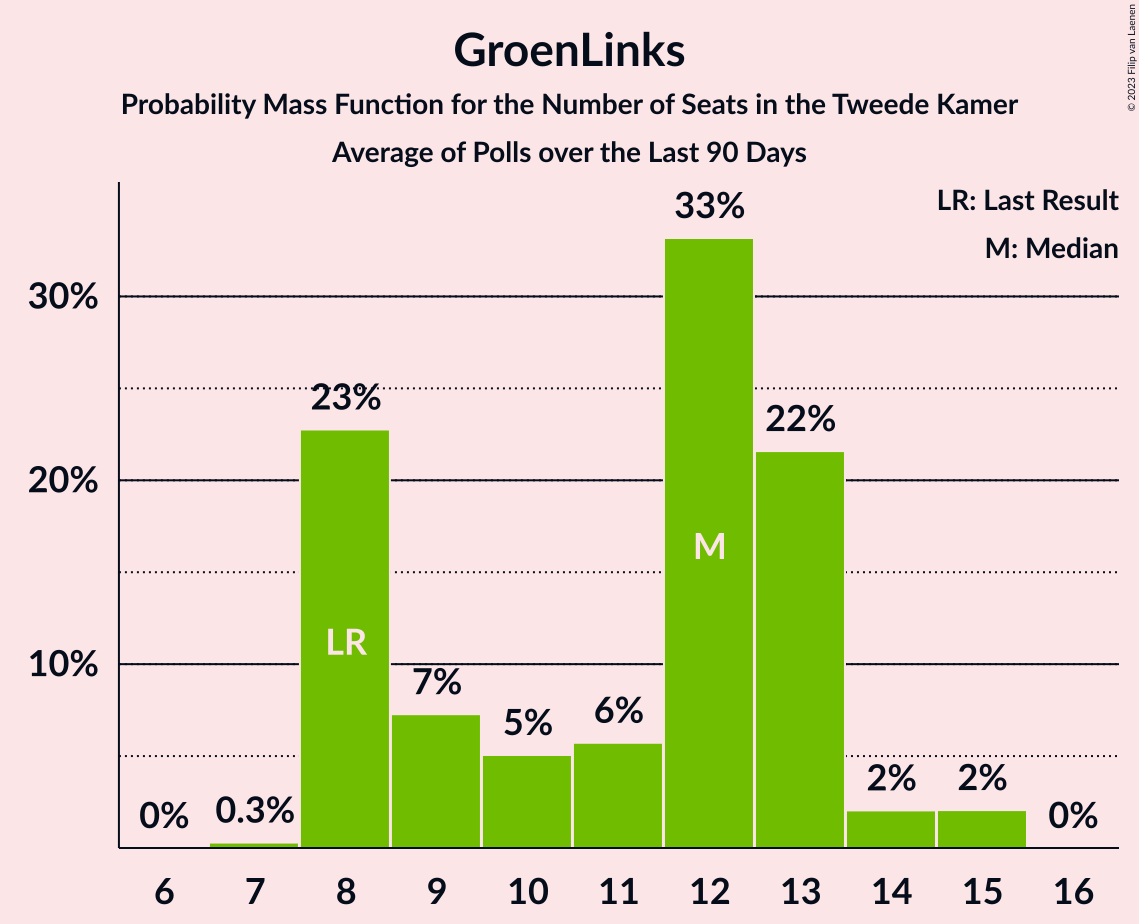 GroenLinks
Probability Mass Function for the Number of Seats in the Tweede Kamer
Average of Polls over the Last 90 Days
© 2023 Filip van Laenen
LR: Last Result
M: Median
30%
20%
10%
0%
0.3%
23%
7%
5%
6%
33%
22%
2%
2%
0%
LR
M
6 7 8 9 10 11 12 13 14 15 16